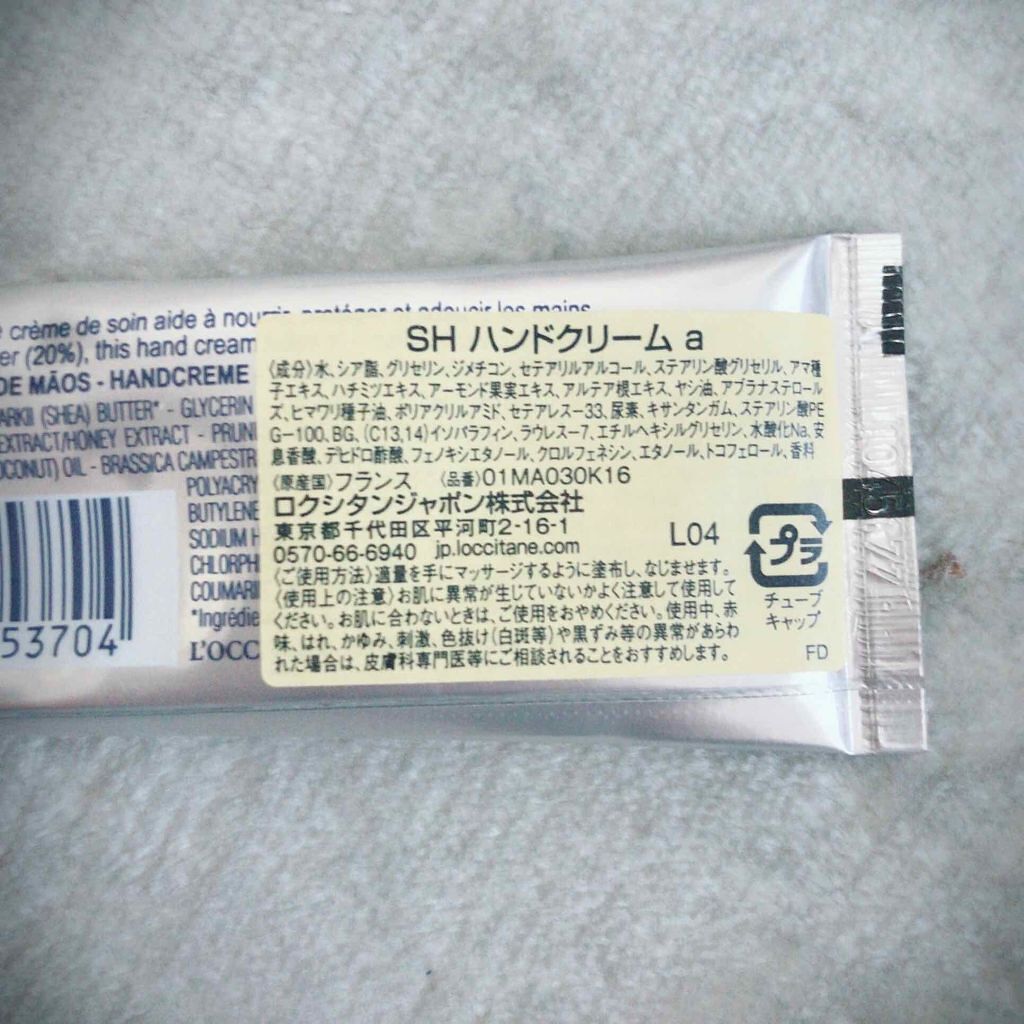 crème de soin aide à nourrir, protéger et adoucir les mains
er (20%), this hand cream
DE MÃOS - HANDCREME
ARKII (SHEA) BUTTER* - GLYCERIN
EXTRACT/HONEY EXTRACT - PRUN
OCONUT) OIL - BRASSICA CAMPESTR
POLYACRY
BUTYLENE
SODIUM H
CHLORPH
COUMARI
*Ingrédie
L'OCC
53704
SH ハンドクリーム a
〈成分〉水、シア脂、グリセリン、ジメチコン、セテアリルアルコール、ステアリン酸グリセリル、アマ種
子エキス、ハチミツエキス、アーモンド果実エキス、アルテア根エキス、ヤシ油、アブラナステロール
ズ、ヒマワリ種子油、ポリアクリルアミド、セテアレス-33、尿素、キサンタンガム、ステアリン酸PE
G-100、BG、(C13,14)イソパラフィン、ラウレス-7、エチルヘキシルグリセリン、水酸化Na、安
息香酸、デヒドロ酢酸、フェノキシエタノール、クロルフェネシン、エタノール、トコフェロール、香料
〈原産国〉フランス 〈品番〉01MA030K16
ロクシタンジャポン株式会社
東京都千代田区平河町2-16-1
0570-66-6940 jp.loccitane.com
L04
プラ
チューブ
キャップ
〈ご使用方法〉適量を手にマッサージするように塗布し、なじませます。
〈使用上の注意〉お肌に異常が生じていないかよく注意して使用して
ください。お肌に合わないときは、ご使用をおやめください。使用中、赤
味、はれ、かゆみ、刺激、色抜け(白斑等)や黒ずみ等の異常があらわ
れた場合は、皮膚科専門医等にご相談されることをおすすめします。
FD